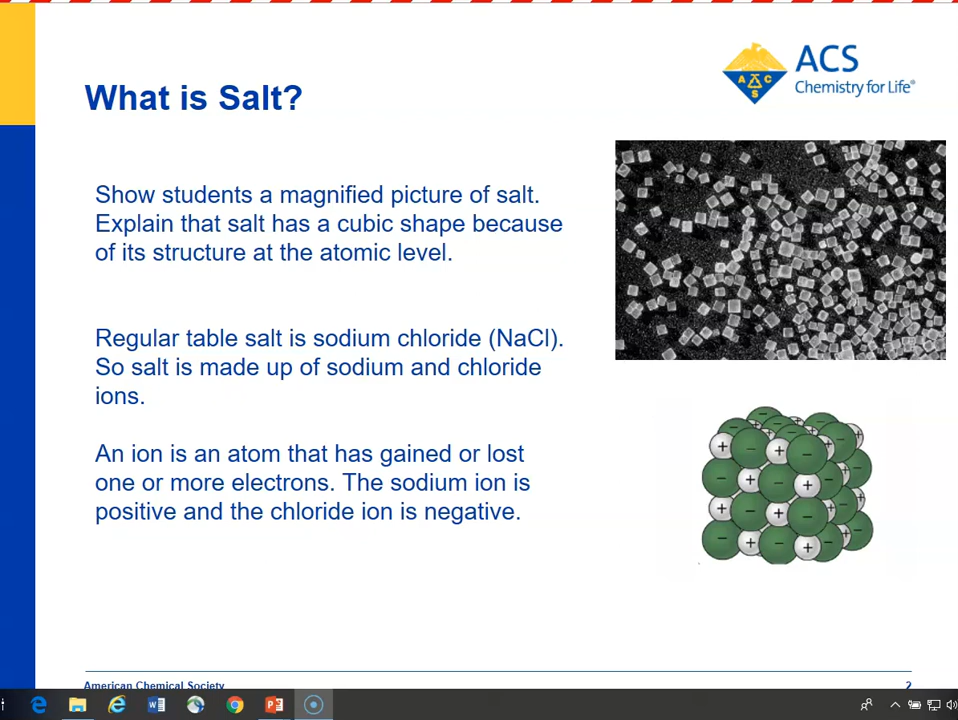 ACS
Chemistry for Life®
A C S
What is Salt?
Show students a magnified picture of salt.
Explain that salt has a cubic shape because
of its structure at the atomic level.
Regular table salt is sodium chloride (NaCl).
So salt is made up of sodium and chloride
ions.
An ion is an atom that has gained or lost
one or more electrons. The sodium ion is
positive and the chloride ion is negative.
American Chemical Society
2